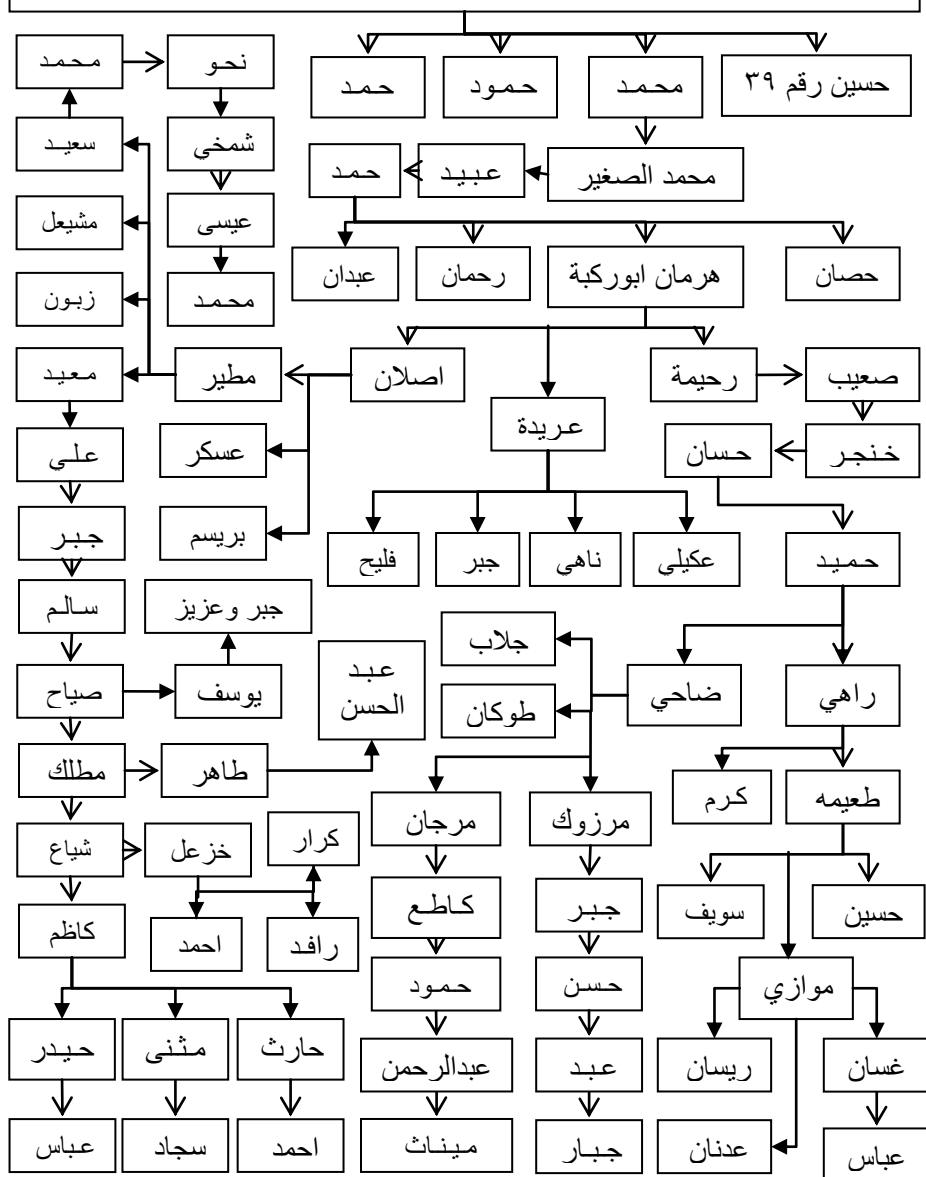 حسين رقم ٣٩
محمد
حمود
حمد
نحو
محمد
شمخي
سعيد
محمد الصغير
عبيد
حمد
عيسى
مشيعل
حصان
هرمان ابوركبة
رحمان
عبدان
محمد
زبون
صعيب
رحيمة
اصلان
مطير
معيد
عريدة
خنجر
حسان
عسكر
علي
بريسم
جبر
حميد
عكيلي
ناهي
جبر
فليح
جبر وعزيز
سالم
جلاب
عبد
الحسن
راهي
ضاحي
طوكان
يوسف
صياح
طاهر
مطلك
طعيمه
كرم
مرزوك
مرجان
كرار
خزعل
شياع
حسين
سويف
جبر
كاطع
رافد
احمد
كاظم
موازي
حسن
حمود
حارث
مثنى
حيدر
غسان
ريسان
عبد
عبدالرحمن
عباس
عدنان
جبار
ميناث
احمد
سجاد
عباس